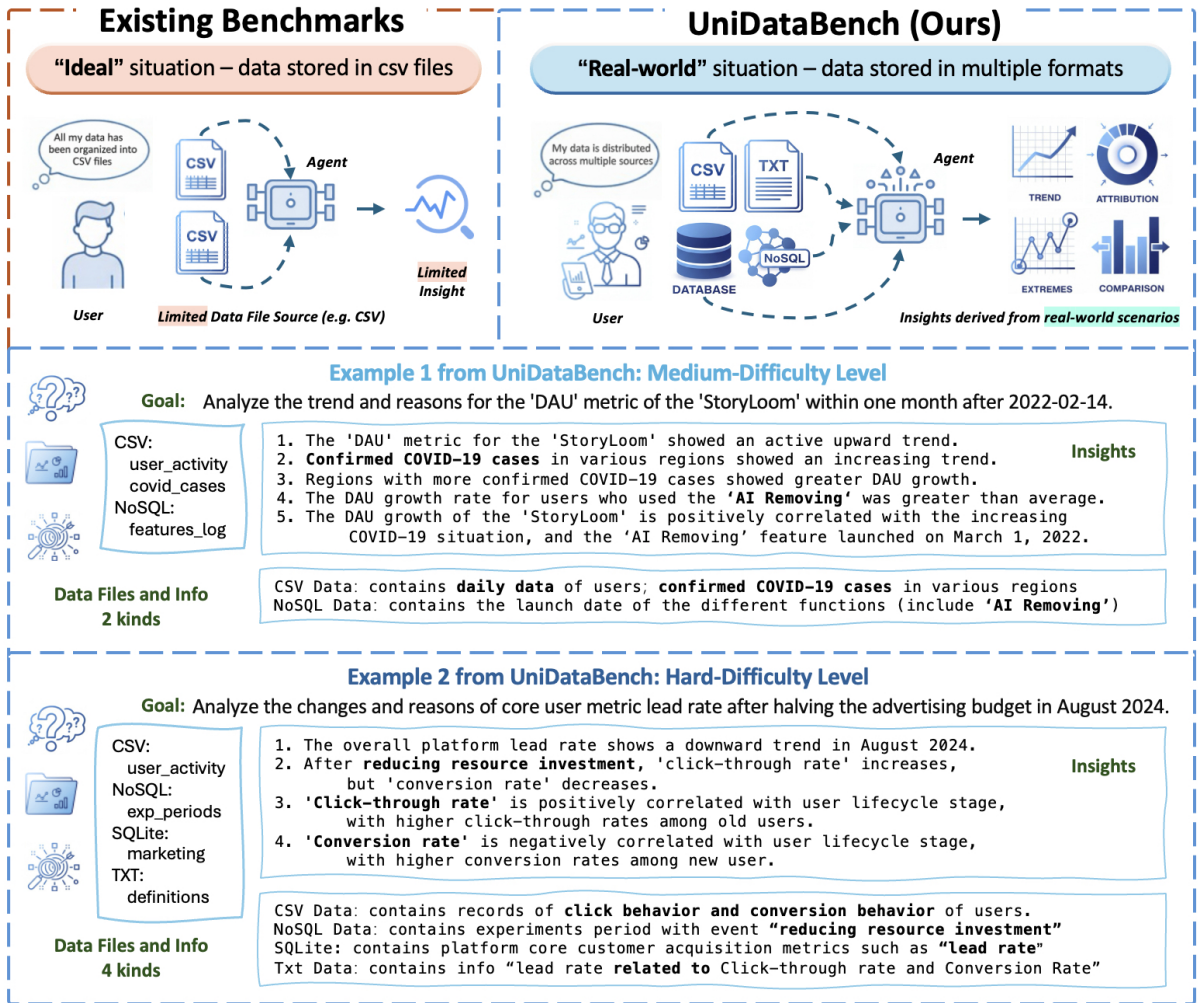 Existing Benchmarks
"Ideal" situation – data stored in csv files
All my data has
been organized into
CSV files
CSV
CSV
Agent
User
Limited Data File Source (e.g. CSV)
Limited
Insight
UniDataBench (Ours)
"Real-world" situation – data stored in multiple formats
My data is distributed
across multiple sources
CSV
TXT
DATABASE
NoSQL
Agent
User
TREND
ATTRIBUTION
EXTREMES
COMPARISON
Insights derived from real-world scenarios
Example 1 from UniDataBench: Medium-Difficulty Level
Goal: Analyze the trend and reasons for the 'DAU' metric of the 'StoryLoom' within one month after 2022-02-14.
CSV:
user_activity
covid_cases
NoSQL:
features_log
Data Files and Info
2 kinds
Insights
1. The 'DAU' metric for the 'StoryLoom' showed an active upward trend.
2. Confirmed COVID-19 cases in various regions showed an increasing trend.
3. Regions with more confirmed COVID-19 cases showed greater DAU growth.
4. The DAU growth rate for users who used the 'AI Removing' was greater than average.
5. The DAU growth of the 'StoryLoom' is positively correlated with the increasing
COVID-19 situation, and the 'AI Removing' feature launched on March 1, 2022.
CSV Data: contains daily data of users; confirmed COVID-19 cases in various regions
NoSQL Data: contains the launch date of the different functions (include 'AI Removing')
Example 2 from UniDataBench: Hard-Difficulty Level
Goal: Analyze the changes and reasons of core user metric lead rate after halving the advertising budget in August 2024.
CSV:
user_activity
NoSQL:
exp_periods
SQLite:
marketing
TXT:
definitions
Data Files and Info
4 kinds
Insights
1. The overall platform lead rate shows a downward trend in August 2024.
2. After reducing resource investment, 'click-through rate' increases,
but 'conversion rate' decreases.
3. 'Click-through rate' is positively correlated with user lifecycle stage,
with higher click-through rates among old users.
4. 'Conversion rate' is negatively correlated with user lifecycle stage,
with higher conversion rates among new user.
CSV Data: contains records of click behavior and conversion behavior of users.
NoSQL Data: contains experiments period with event "reducing resource investment"
SQLite: contains platform core customer acquisition metrics such as "lead rate"
Txt Data: contains info "lead rate related to Click-through rate and Conversion Rate"